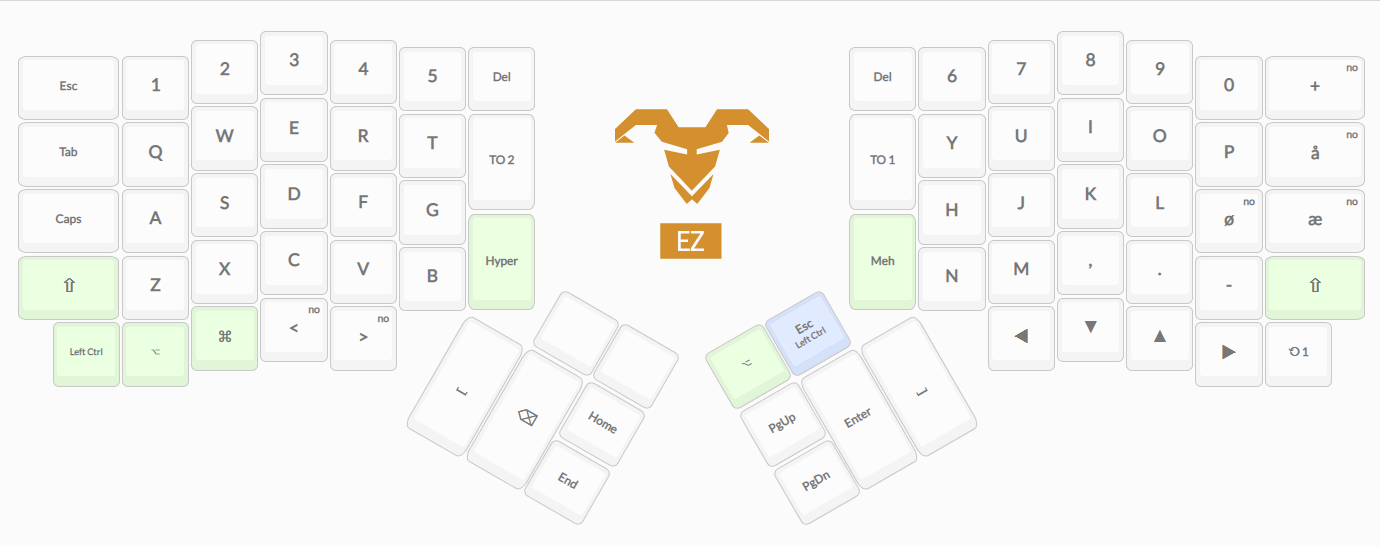 Esc 1 2 3 4 5 Del
Tab Q W E R T TO 2
Caps A S D F G
⇧ Z X C V B Hyper
Left Ctrl ⌥ ⌘ < no > no
[ ⌫ Home
End
EZ
Del 6 7 8 9 0 + no
TO 1 Y U I O P å no
H J K L ø no æ no
Meh N M , . - ⇧
◀ ▼ ▲ ▶ 1
⌥ Esc
Left Ctrl
PgUp Enter ]
PgDn